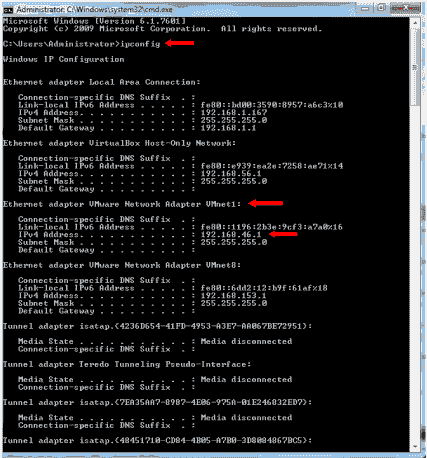 Administrator: C:\Windows\system32\cmd.exe
Microsoft Windows [Version 6.1.7601]
Copyright (c) 2009 Microsoft Corporation.  All rights reserved.
C:\Users\Administrator>ipconfig
Windows IP Configuration
Ethernet adapter Local Area Connection:
Connection-specific DNS Suffix  . :
Link-local IPv6 Address . . . . . : fe80::bd00:3590:8957:a6c3%10
IPv4 Address. . . . . . . . . . . : 192.168.1.167
Subnet Mask . . . . . . . . . . . : 255.255.255.0
Default Gateway . . . . . . . . . : 192.168.1.1
Ethernet adapter VirtualBox Host-Only Network:
Connection-specific DNS Suffix  . :
Link-local IPv6 Address . . . . . : fe80::e939:ea2e:7258:ae71%14
IPv4 Address. . . . . . . . . . . : 192.168.56.1
Subnet Mask . . . . . . . . . . . : 255.255.255.0
Default Gateway . . . . . . . . . :
Ethernet adapter VMware Network Adapter VMnet1:
Connection-specific DNS Suffix  . :
Link-local IPv6 Address . . . . . : fe80::1196:2b3e:9cf3:a7a0%16
IPv4 Address. . . . . . . . . . . : 192.168.46.1
Subnet Mask . . . . . . . . . . . : 255.255.255.0
Default Gateway . . . . . . . . . :
Ethernet adapter VMware Network Adapter VMnet8:
Connection-specific DNS Suffix  . :
Link-local IPv6 Address . . . . . : fe80::6dd2:12:b9f:61af%18
IPv4 Address. . . . . . . . . . . : 192.168.153.1
Subnet Mask . . . . . . . . . . . : 255.255.255.0
Default Gateway . . . . . . . . . :
Tunnel adapter isatap.{4236D654-41FD-4953-A3E7-AA067BE72951}:
Media State . . . . . . . . . . . : Media disconnected
Connection-specific DNS Suffix  . :
Tunnel adapter Teredo Tunneling Pseudo-Interface:
Media State . . . . . . . . . . . : Media disconnected
Connection-specific DNS Suffix  . :
Tunnel adapter isatap.{7EA35AA7-8987-4E06-975A-01E246832ED7}:
Media State . . . . . . . . . . . : Media disconnected
Connection-specific DNS Suffix  . :
Tunnel adapter isatap.{48451710-CD84-4B05-A7B0-3D8084867BC5}: